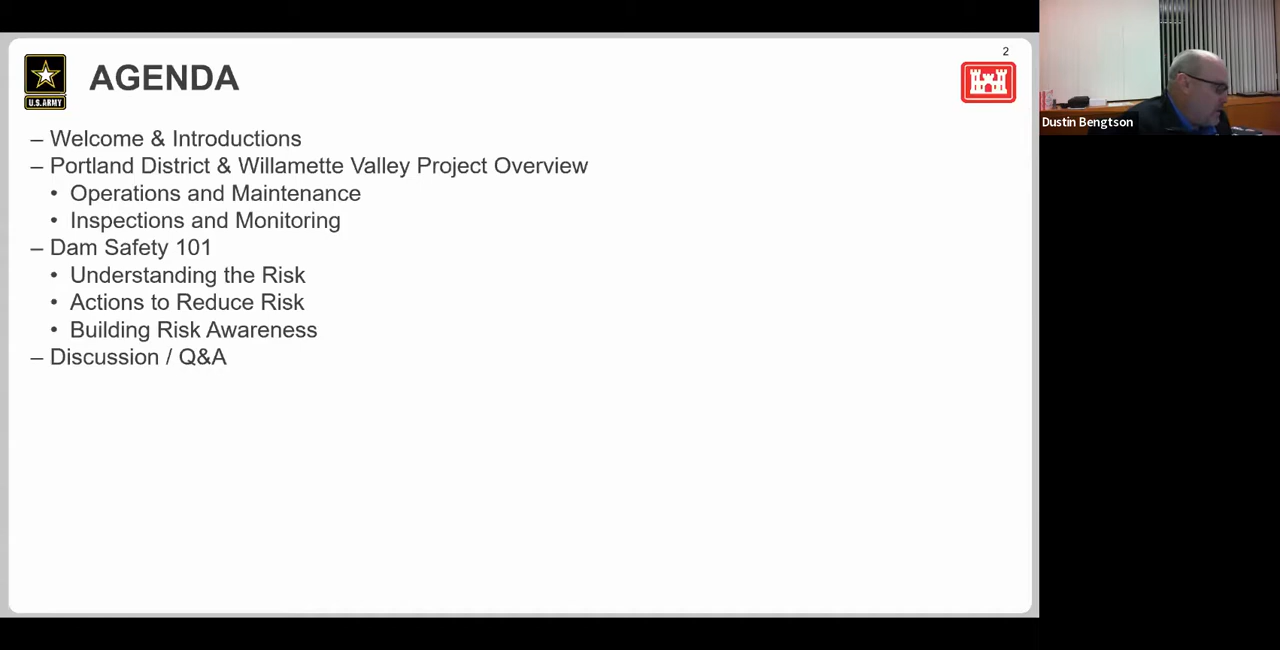 2
AGENDA
U.S. ARMY
– Welcome & Introductions
– Portland District & Willamette Valley Project Overview
• Operations and Maintenance
• Inspections and Monitoring
– Dam Safety 101
• Understanding the Risk
• Actions to Reduce Risk
• Building Risk Awareness
– Discussion / Q&A
Dustin Bengtson